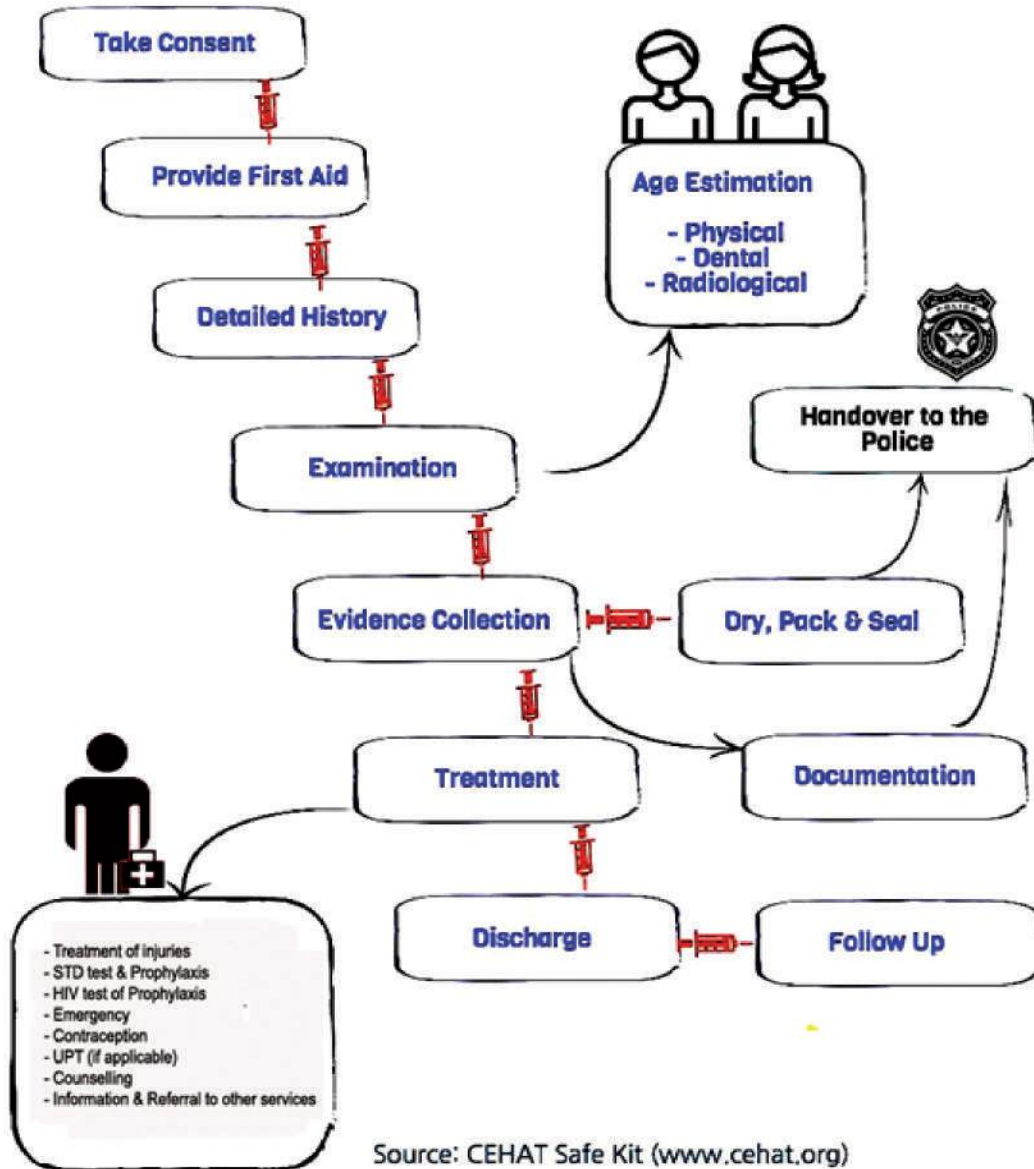 Take Consent
Provide First Aid
Age Estimation
- Physical
- Dental
- Radiological
Detailed History
POLICE
Handover to the
Police
Examination
Evidence Collection
Dry, Pack & Seal
Treatment
Documentation
Discharge
Follow Up
- Treatment of injuries
- STD test & Prophylaxis
- HIV test of Prophylaxis
- Emergency
- Contraception
- UPT (if applicable)
- Counselling
- Information & Referral to other services
Source: CEHAT Safe Kit (www.cehat.org)